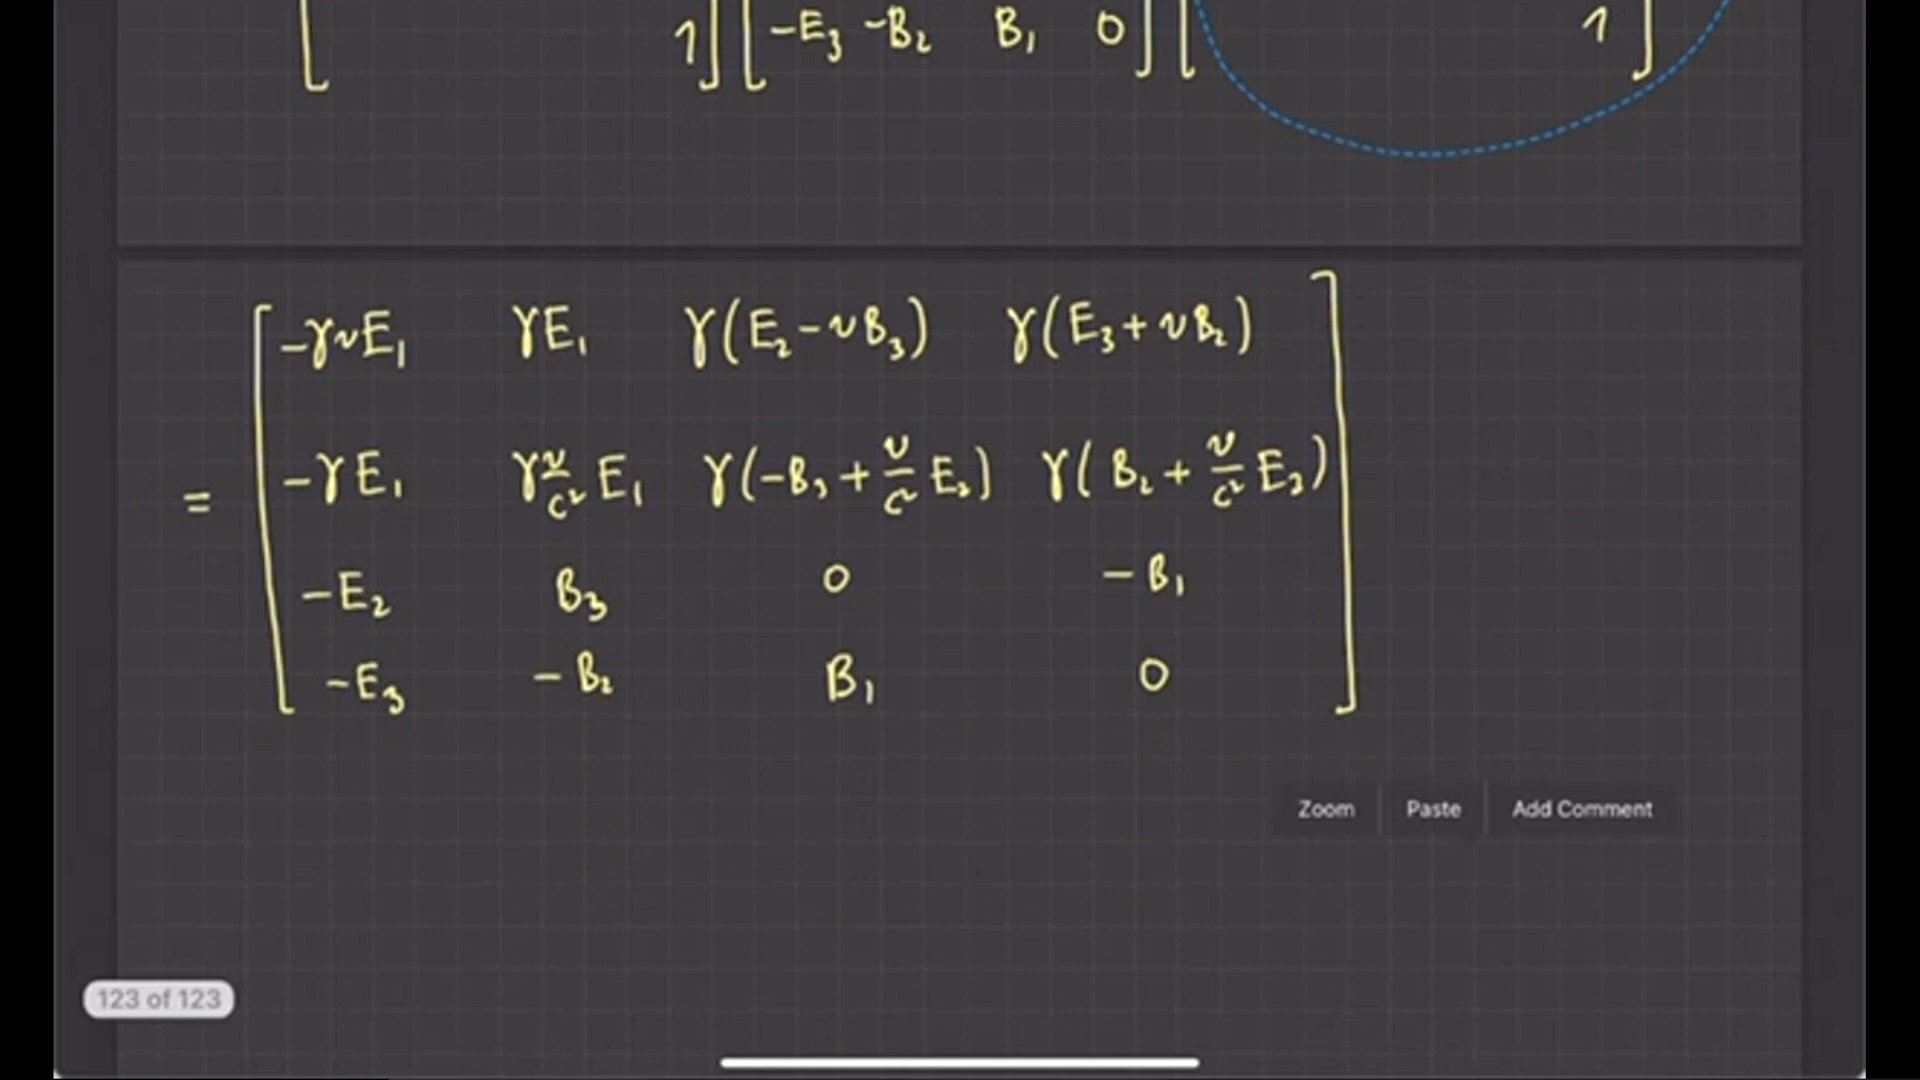 1] [ -E₃ -B₂ B₁ 0 ] [ 1 ]
[ -γvE₁ γE₁ γ(E₂-vB₃) γ(E₃+vB₂) ]
= [ -γE₁ γ v/c² E₁ γ(-B₃ + v/c² E₂) γ(B₂ + v/c² E₃) ]
-E₂ B₃ 0 -B₁
-E₃ -B₂ B₁ 0
Zoom Paste Add Comment
123 of 123